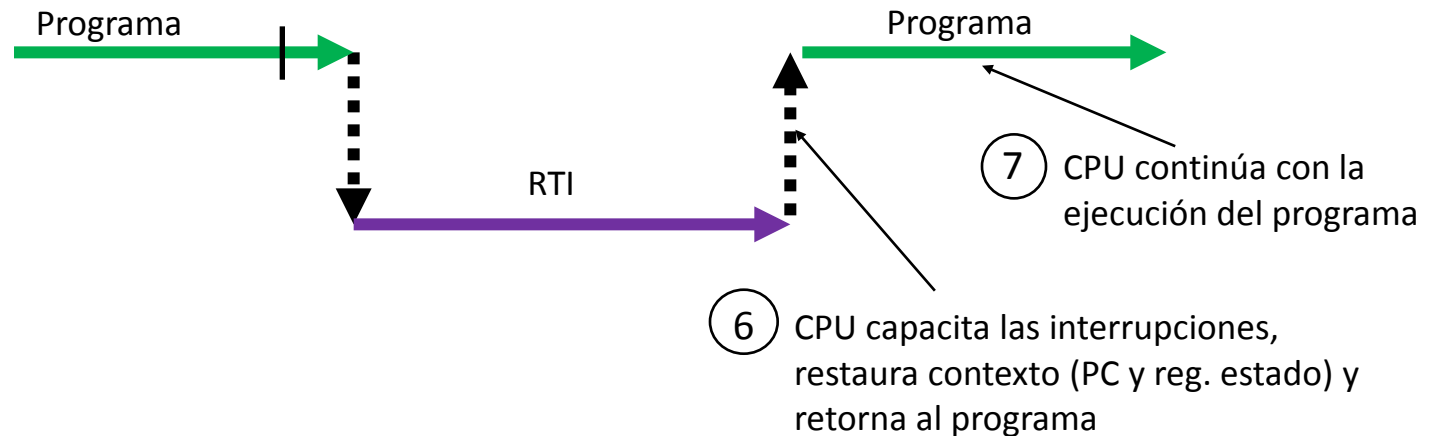 Programa
Programa
RTI
7
CPU continúa con la
ejecución del programa
6
CPU capacita las interrupciones,
restaura contexto (PC y reg. estado) y
retorna al programa